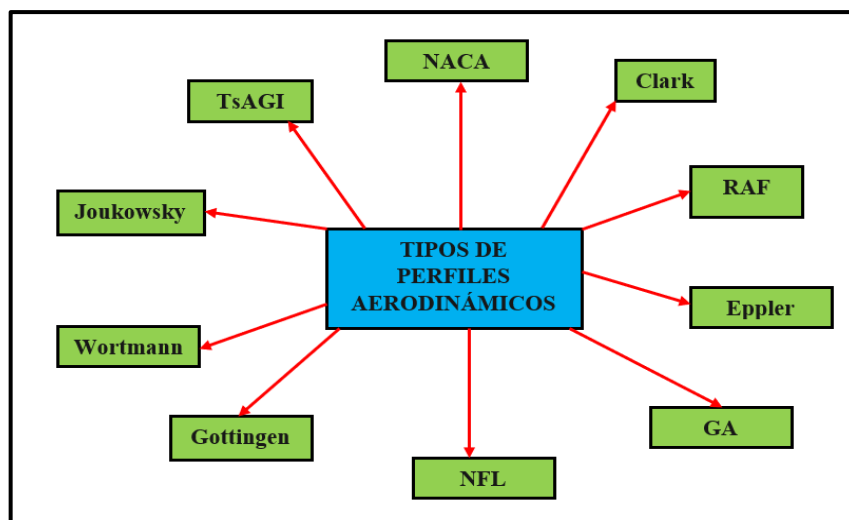 NACA
Clark
TsAGI
RAF
Joukowsky
TIPOS DE
PERFILES
AERODINÁMICOS
Eppler
Wortmann
GA
Gottingen
NFL